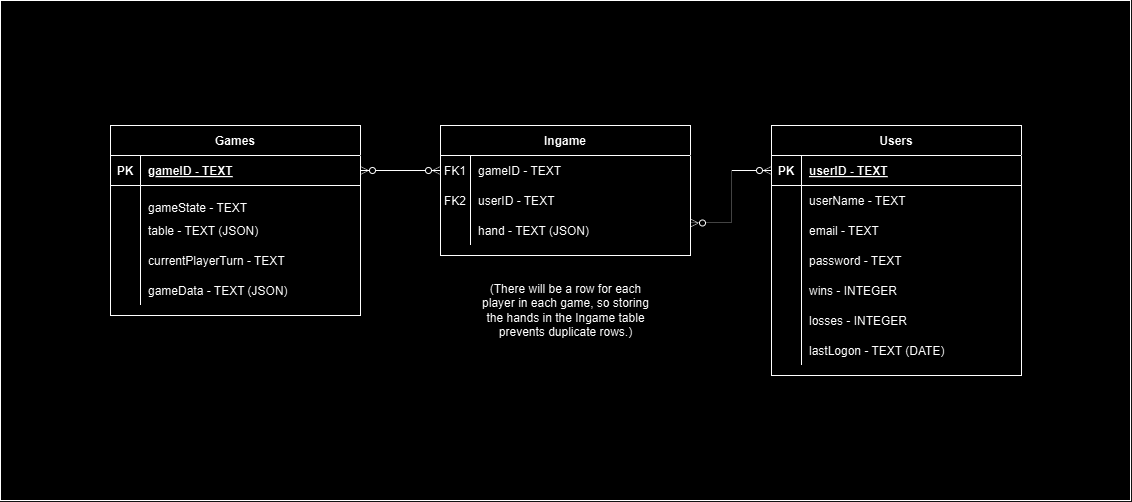 Games
PK gameID - TEXT
gameState - TEXT
table - TEXT (JSON)
currentPlayerTurn - TEXT
gameData - TEXT (JSON)
Ingame
FK1 gameID - TEXT
FK2 userID - TEXT
hand - TEXT (JSON)
(There will be a row for each
player in each game, so storing
the hands in the Ingame table
prevents duplicate rows.)
Users
PK userID - TEXT
userName - TEXT
email - TEXT
password - TEXT
wins - INTEGER
losses - INTEGER
lastLogon - TEXT (DATE)